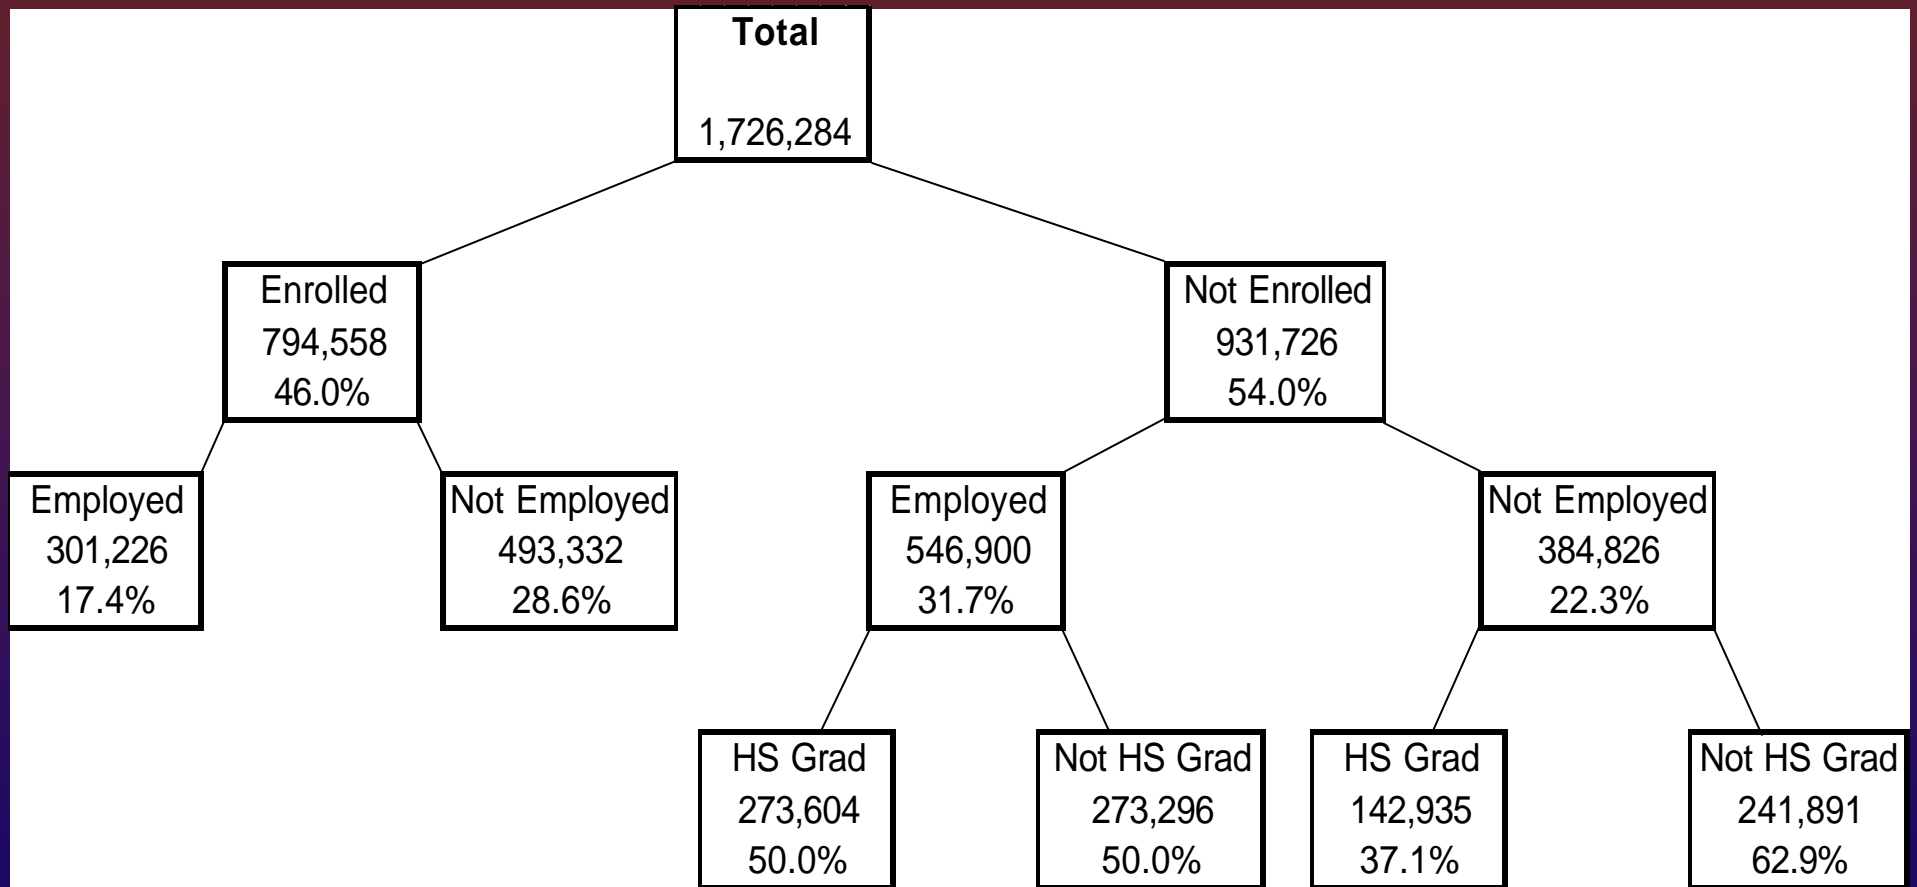 Total
1,726,284
Enrolled
794,558
46.0%
Not Enrolled
931,726
54.0%
Employed
301,226
17.4%
Not Employed
493,332
28.6%
Employed
546,900
31.7%
Not Employed
384,826
22.3%
HS Grad
273,604
50.0%
Not HS Grad
273,296
50.0%
HS Grad
142,935
37.1%
Not HS Grad
241,891
62.9%